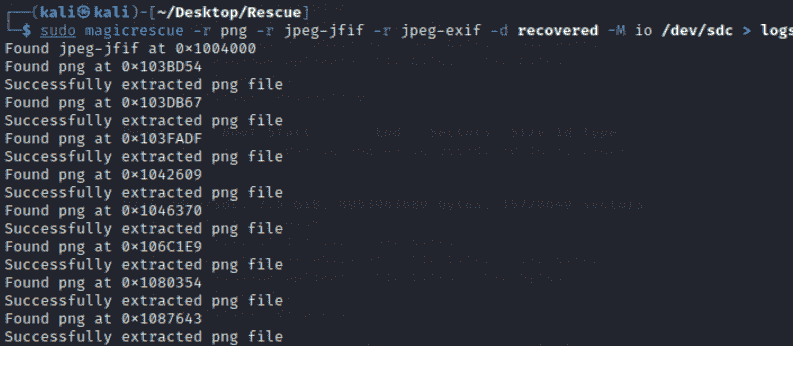 ┌──(kali㉿kali)-[~/Desktop/Rescue]
└─$ sudo magicrescue -r png -r jpeg-jfif -r jpeg-exif -d recovered -M io /dev/sdc > logs
Found jpeg-jfif at 0×1004000
Found png at 0×103BD54
Successfully extracted png file
Found png at 0×103DB67
Successfully extracted png file
Found png at 0×103FADF
Successfully extracted png file
Found png at 0×1042609
Successfully extracted png file
Found png at 0×1046370
Successfully extracted png file
Found png at 0×106C1E9
Successfully extracted png file
Found png at 0×1080354
Successfully extracted png file
Found png at 0×1087643
Successfully extracted png file